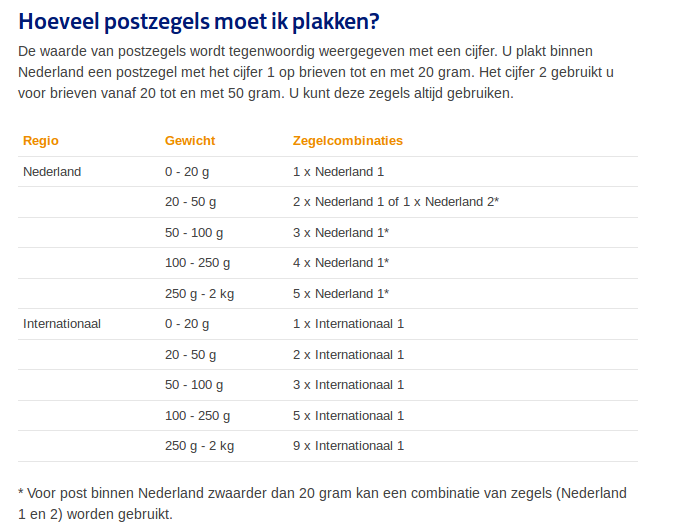 Hoeveel postzegels moet ik plakken?
De waarde van postzegels wordt tegenwoordig weergegeven met een cijfer. U plakt binnen
Nederland een postzegel met het cijfer 1 op brieven tot en met 20 gram. Het cijfer 2 gebruikt u
voor brieven vanaf 20 tot en met 50 gram. U kunt deze zegels altijd gebruiken.
Regio Gewicht Zegelcombinaties
Nederland 0 - 20 g 1 x Nederland 1
20 - 50 g 2 x Nederland 1 of 1 x Nederland 2*
50 - 100 g 3 x Nederland 1*
100 - 250 g 4 x Nederland 1*
250 g - 2 kg 5 x Nederland 1*
Internationaal 0 - 20 g 1 x Internationaal 1
20 - 50 g 2 x Internationaal 1
50 - 100 g 3 x Internationaal 1
100 - 250 g 5 x Internationaal 1
250 g - 2 kg 9 x Internationaal 1
* Voor post binnen Nederland zwaarder dan 20 gram kan een combinatie van zegels (Nederland
1 en 2) worden gebruikt.